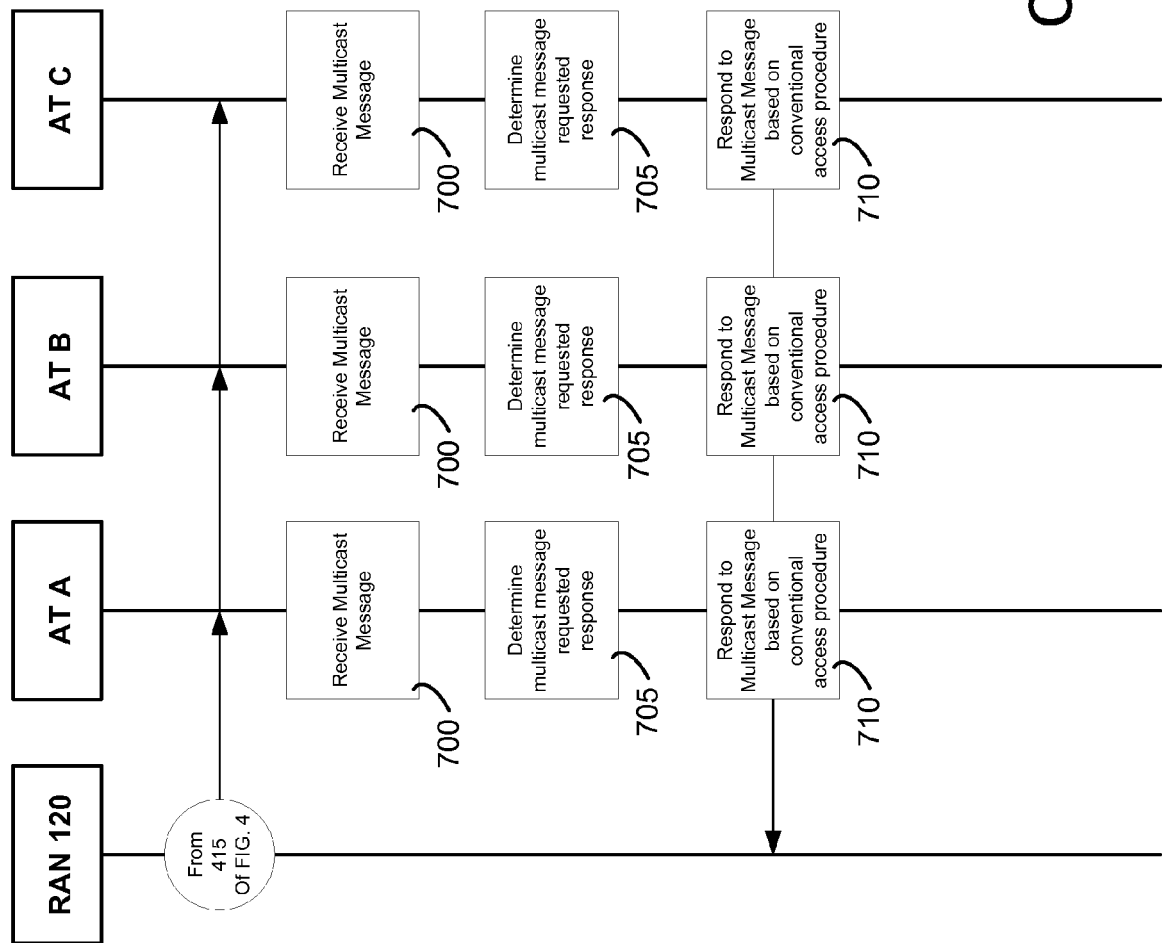 RAN 120
AT A
AT B
AT C
From
415
Of FIG. 4
Receive Multicast
Message
700
Receive Multicast
Message
700
Receive Multicast
Message
700
Determine
multicast message
requested
response
705
Determine
multicast message
requested
response
705
Determine
multicast message
requested
response
705
Respond to
Multicast Message
based on
conventional
access procedure
710
Respond to
Multicast Message
based on
conventional
access procedure
710
Respond to
Multicast Message
based on
conventional
access procedure
710